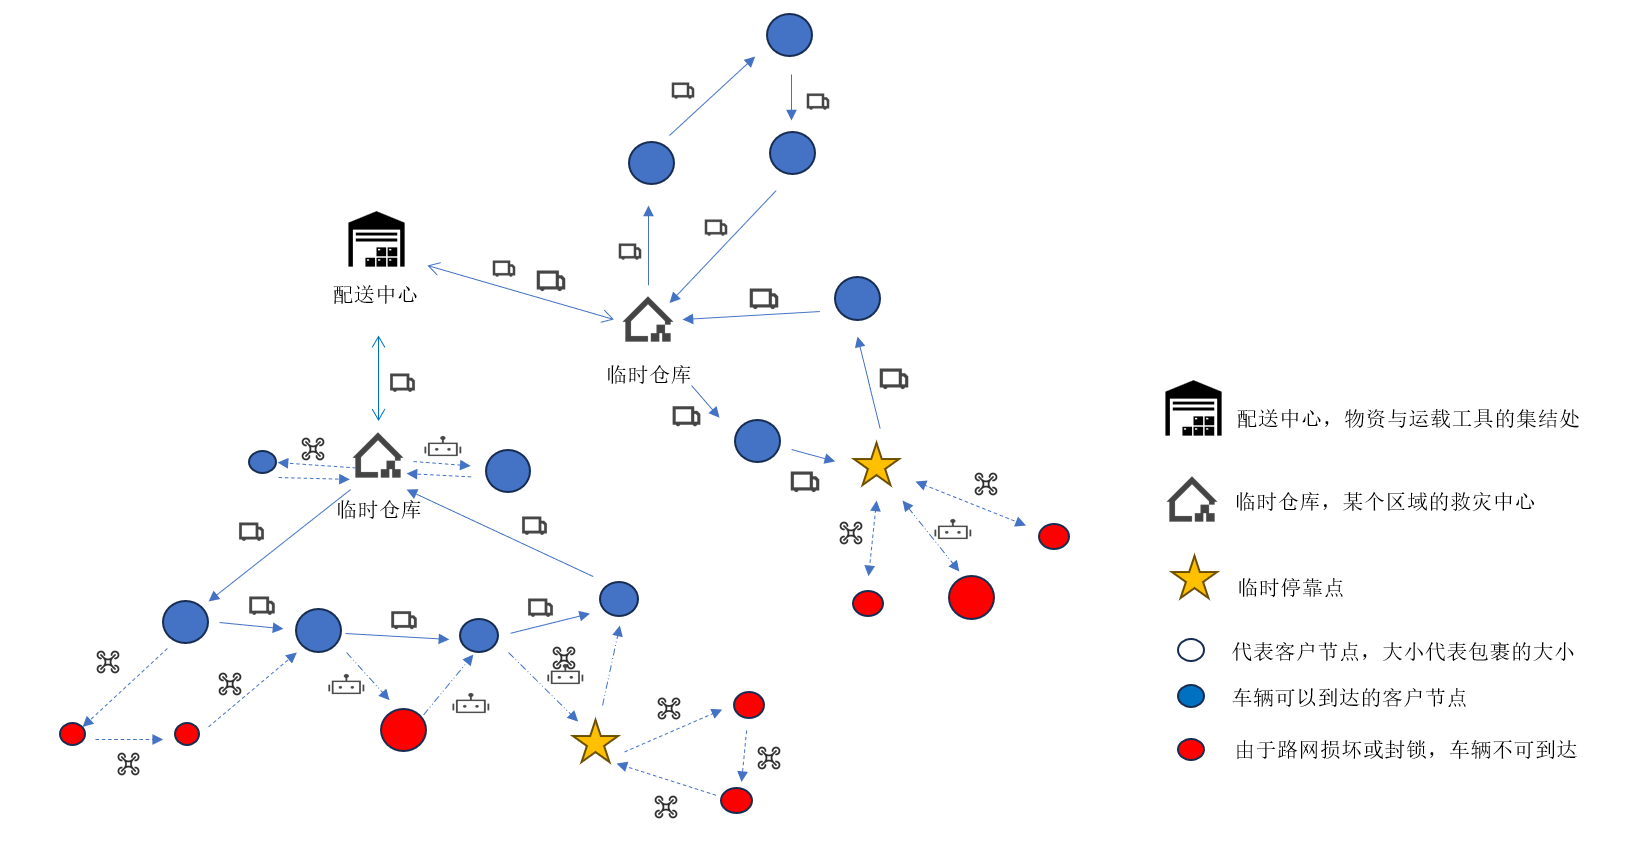 配送中心
临时仓库
临时仓库
配送中心，物资与运载工具的集结处
临时仓库，某个区域的救灾中心
临时停靠点
代表客户节点，大小代表包裹的大小
车辆可以到达的客户节点
由于路网损坏或封锁，车辆不可到达